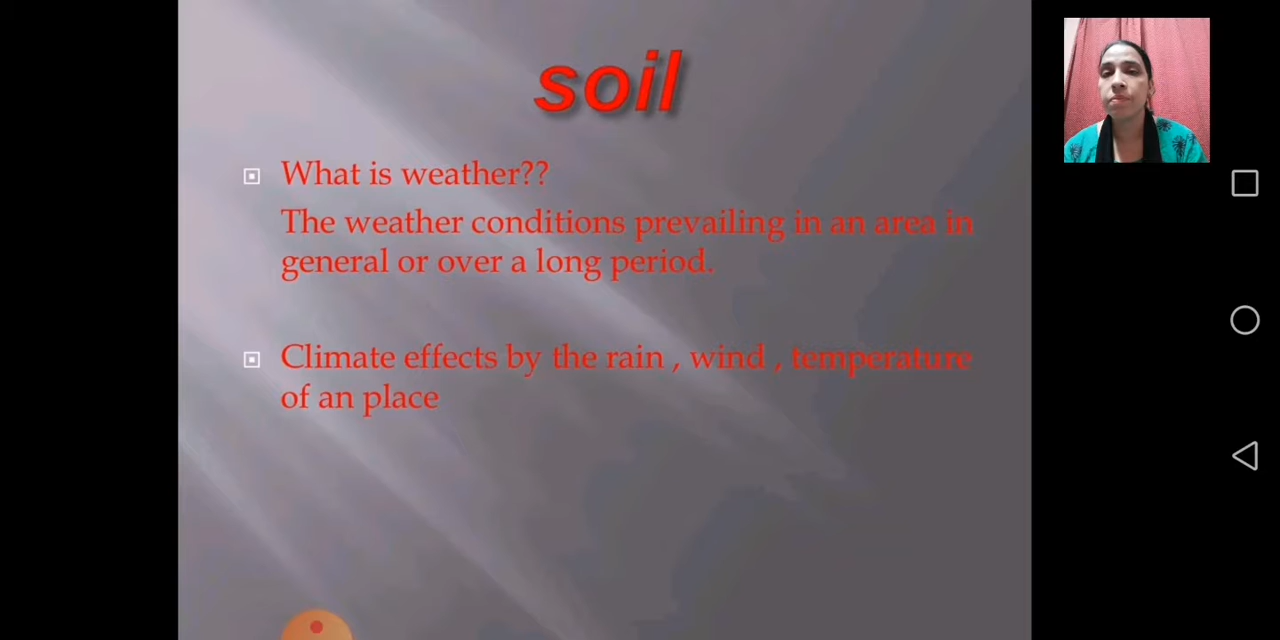 soil
What is weather??
The weather conditions prevailing in an area in
general or over a long period.
Climate effects by the rain , wind , temperature
of an place